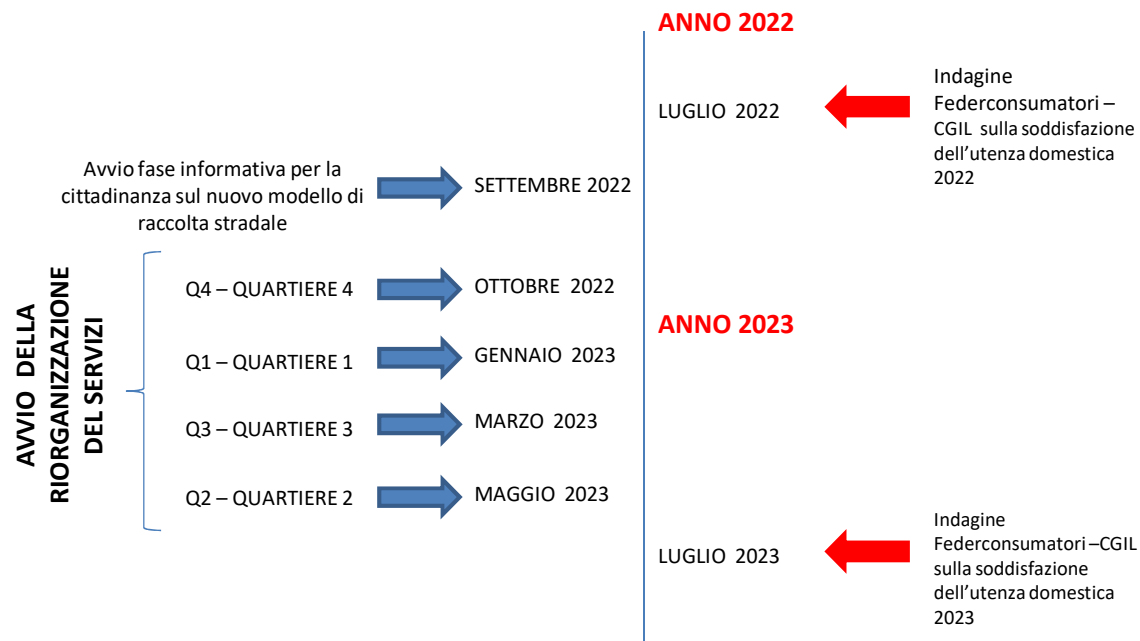 ANNO 2022
LUGLIO 2022
Indagine
Federconsumatori –
CGIL sulla soddisfazione
dell'utenza domestica
2022
Avvio fase informativa per la
cittadinanza sul nuovo modello di
raccolta stradale
SETTEMBRE 2022
AVVIO DELLA
RIORGANIZZAZIONE
DEL SERVIZI
Q4 – QUARTIERE 4
OTTOBRE 2022
ANNO 2023
Q1 – QUARTIERE 1
GENNAIO 2023
Q3 – QUARTIERE 3
MARZO 2023
Q2 – QUARTIERE 2
MAGGIO 2023
LUGLIO 2023
Indagine
Federconsumatori –CGIL
sulla soddisfazione
dell'utenza domestica
2023